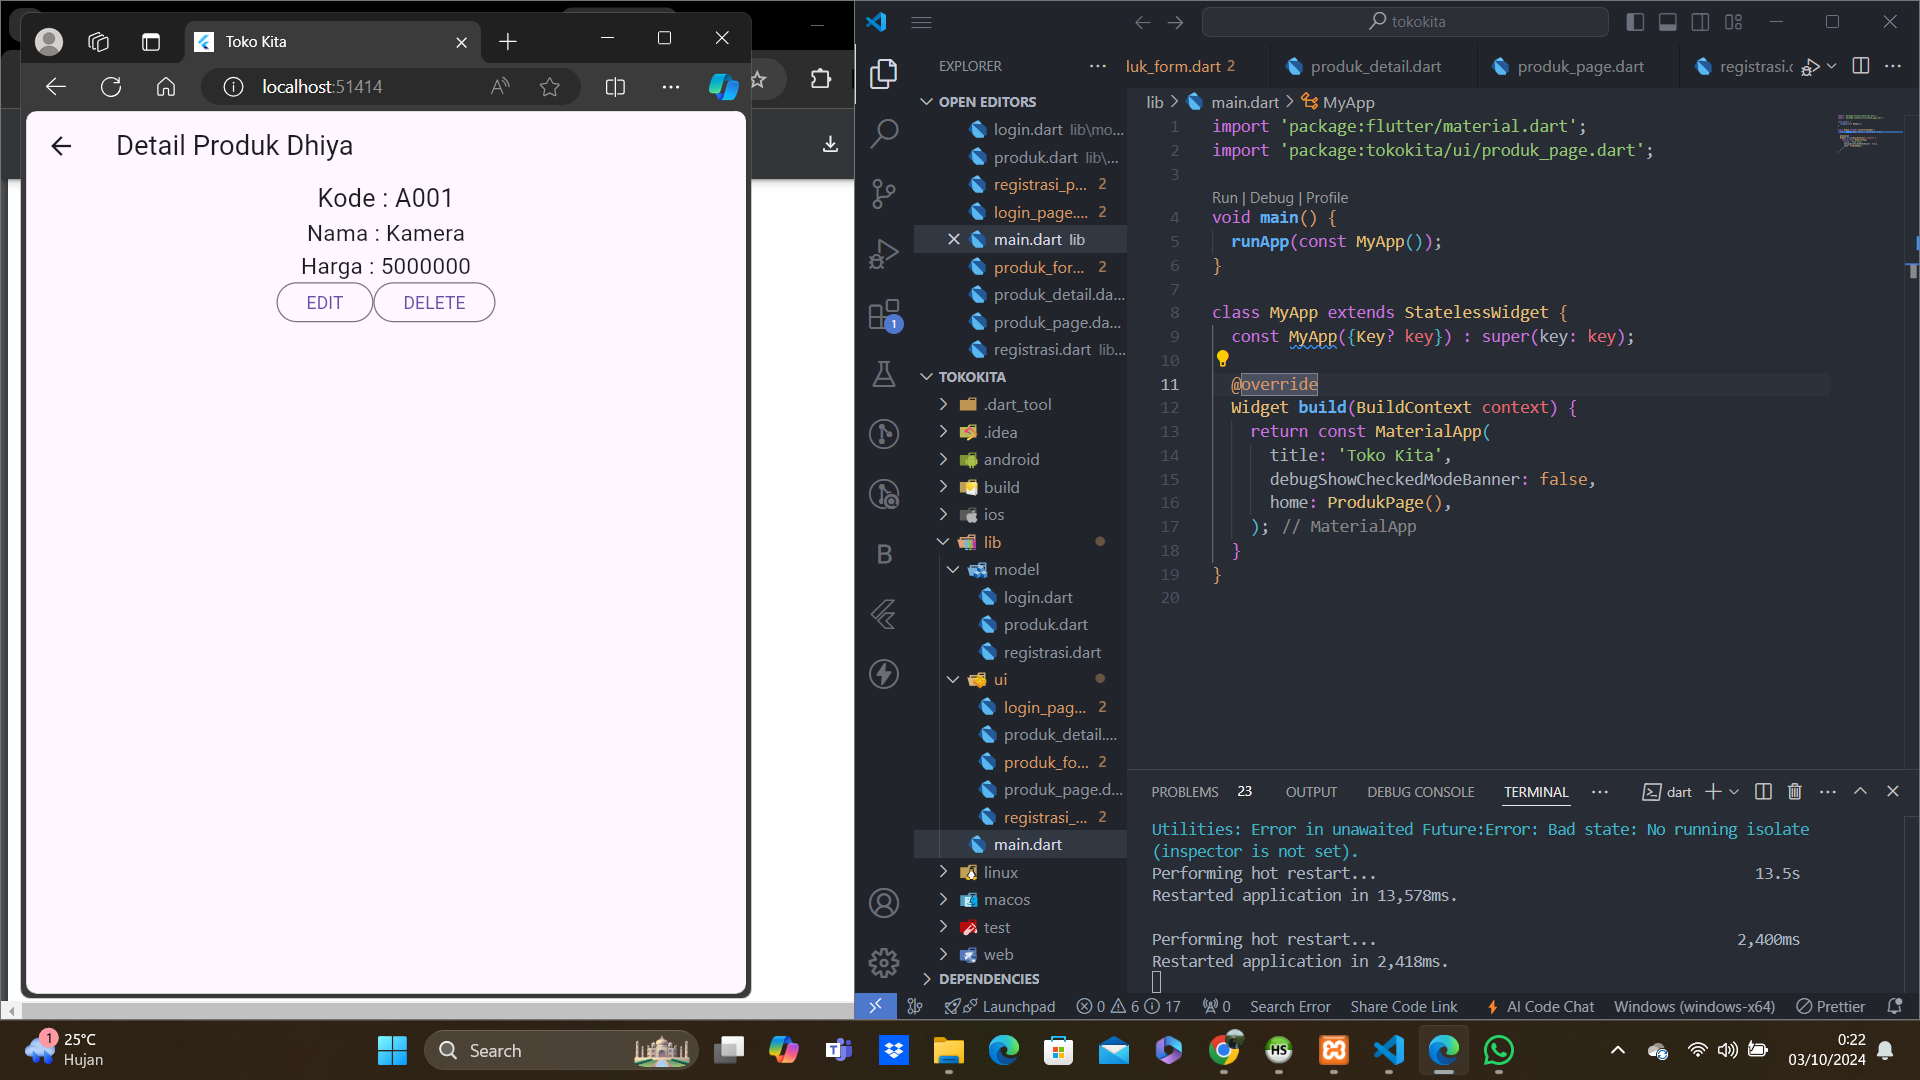 Toko Kita
localhost:51414
Detail Produk Dhiya
Kode : A001
Nama : Kamera
Harga : 5000000
EDIT
DELETE
tokokita
EXPLORER
OPEN EDITORS
login.dart lib\mo...
produk.dart lib\...
registrasi_p... 2
login_page.... 2
main.dart lib
produk_for... 2
produk_detail.da...
produk_page.da...
registrasi.dart lib...
TOKOKITA
.dart_tool
.idea
android
build
ios
lib
model
login.dart
produk.dart
registrasi.dart
ui
login_pag... 2
produk_detail....
produk_fo... 2
produk_page.d...
registrasi_... 2
main.dart
linux
macos
test
web
DEPENDENCIES
1
B
luk_form.dart 2
produk_detail.dart
produk_page.dart
registrasi.c
lib > main.dart > MyApp
1 import 'package:flutter/material.dart';
2 import 'package:tokokita/ui/produk_page.dart';
3
Run | Debug | Profile
4 void main() {
5 runApp(const MyApp());
6 }
7
8 class MyApp extends StatelessWidget {
9 const MyApp({Key? key}) : super(key: key);
10
11 @override
12 Widget build(BuildContext context) {
13 return const MaterialApp(
14 title: 'Toko Kita',
15 debugShowCheckedModeBanner: false,
16 home: ProdukPage(),
17 ); // MaterialApp
18 }
19 }
20
PROBLEMS 23 OUTPUT DEBUG CONSOLE TERMINAL
dart
Utilities: Error in unawaited Future:Error: Bad state: No running isolate
(inspector is not set).
Performing hot restart... 13.5s
Restarted application in 13,578ms.
Performing hot restart... 2,400ms
Restarted application in 2,418ms.
Launchpad 0 6 17 0 Search Error Share Code Link AI Code Chat Windows (windows-x64) Prettier
1
25°C
Hujan
Search
HS
0:22
03/10/2024